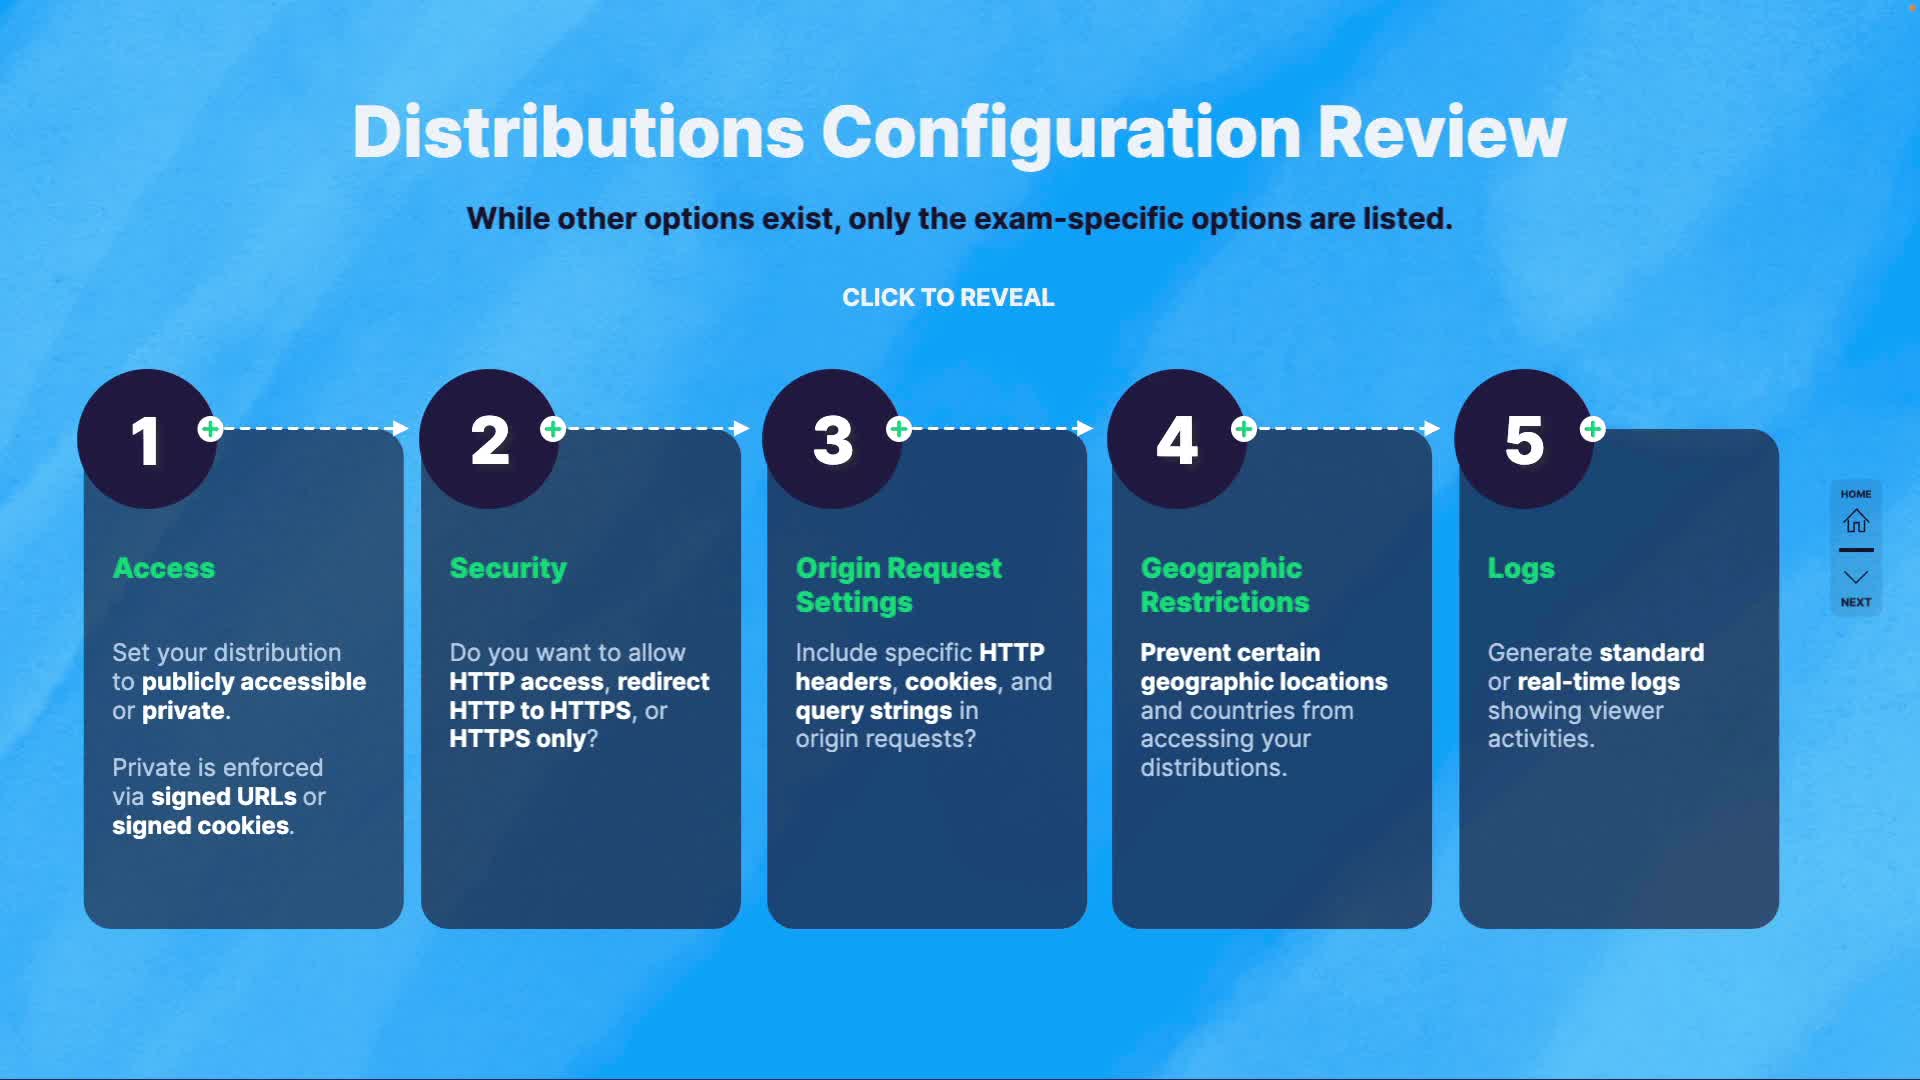 Distributions Configuration Review
While other options exist, only the exam-specific options are listed.
CLICK TO REVEAL
1
Access
Set your distribution
to publicly accessible
or private.
Private is enforced
via signed URLs or
signed cookies.
2
Security
Do you want to allow
HTTP access, redirect
HTTP to HTTPS, or
HTTPS only?
3
Origin Request
Settings
Include specific HTTP
headers, cookies, and
query strings in
origin requests?
4
Geographic
Restrictions
Prevent certain
geographic locations
and countries from
accessing your
distributions.
5
Logs
Generate standard
or real-time logs
showing viewer
activities.
HOME
NEXT